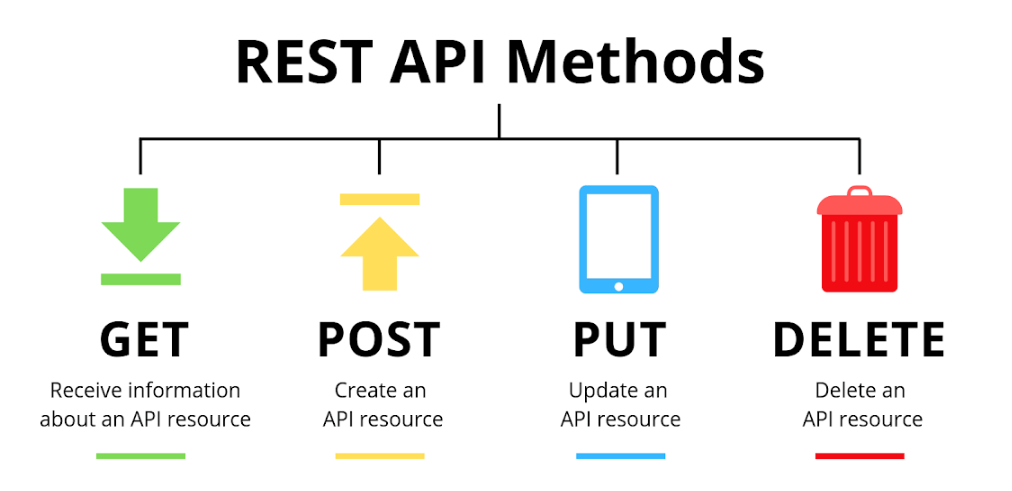 REST API Methods
GET
Receive information
about an API resource
POST
Create an
API resource
PUT
Update an
API resource
DELETE
Delete an
API resource